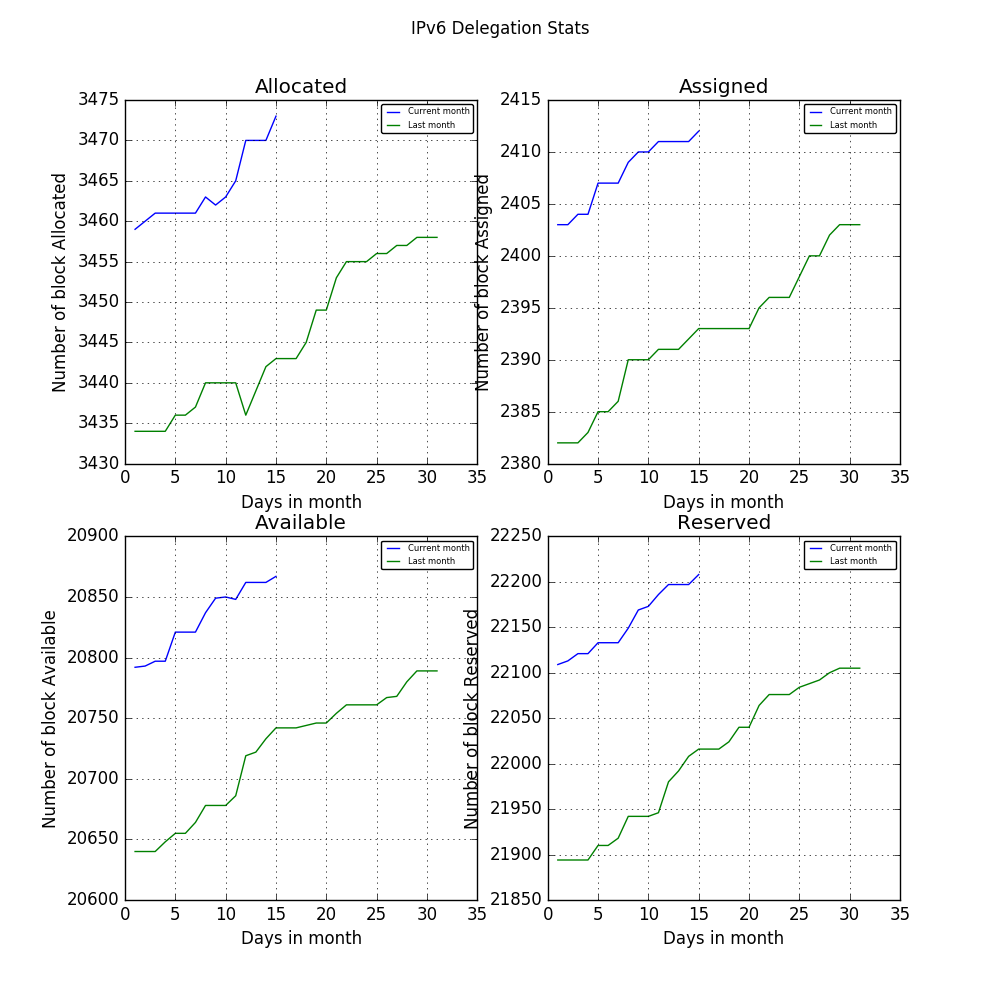 IPv6 Delegation Stats
Allocated
Number of block Allocated
3475
3470
3465
3460
3455
3450
3445
3440
3435
3430
Current month
Last month
0 5 10 15 20 25 30 35
Days in month
Assigned
Number of block Assigned
2415
2410
2405
2400
2395
2390
2385
2380
Current month
Last month
0 5 10 15 20 25 30 35
Days in month
Available
Number of block Available
20900
20850
20800
20750
20700
20650
20600
Current month
Last month
0 5 10 15 20 25 30 35
Days in month
Reserved
Number of block Reserved
22250
22200
22150
22100
22050
22000
21950
21900
21850
Current month
Last month
0 5 10 15 20 25 30 35
Days in month